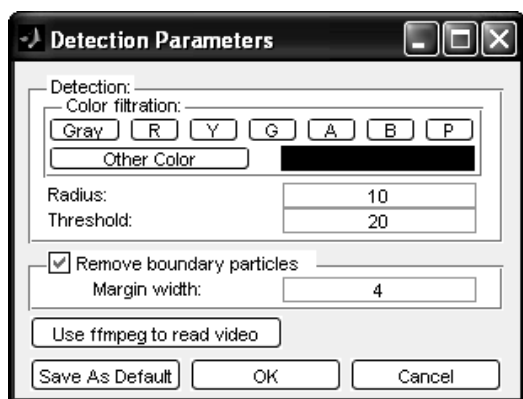 Detection Parameters
Detection:
Color filtration:
Gray R Y G A B P
Other Color
Radius: 10
Threshold: 20
Remove boundary particles
Margin width: 4
Use ffmpeg to read video
Save As Default OK Cancel